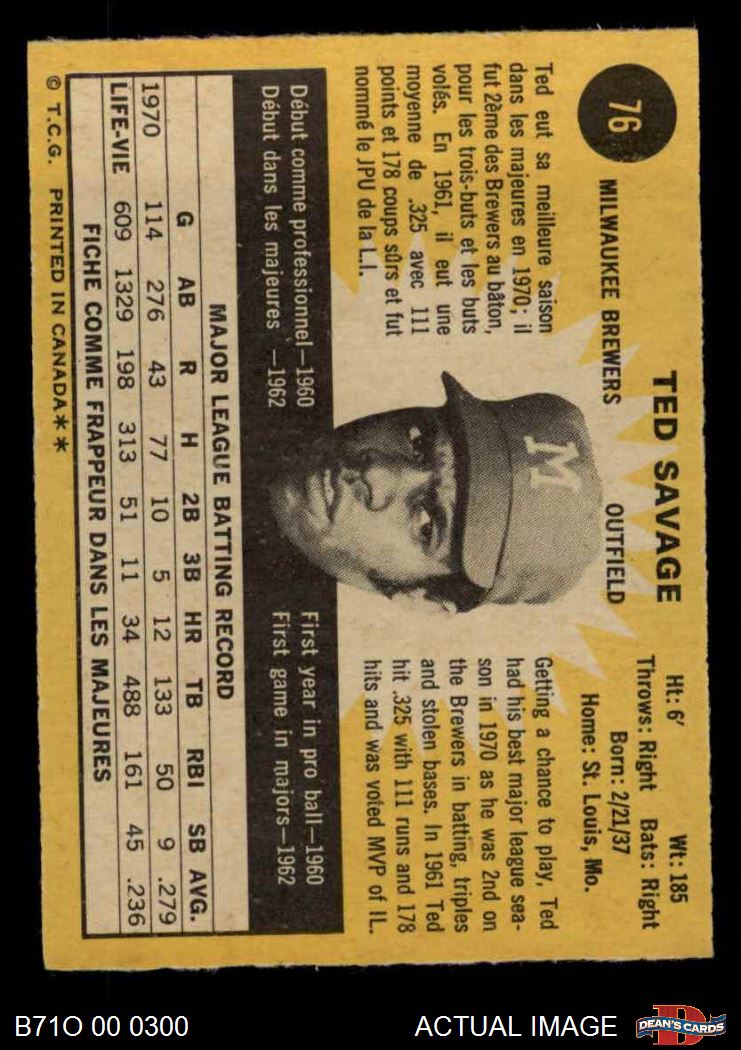 76
TED SAVAGE
MILWAUKEE BREWERS OUTFIELD
Ht: 6′ Wt: 185
Throws: Right Bats: Right
Born: 2/21/37
Home: St. Louis, Mo.
Ted eut sa meilleure saison
dans les majeures en 1970; il
fut 2ème des Brewers au bâton,
pour les trois-buts et les buts
volés. En 1961, il eut une
moyenne de .325 avec 111
points et 178 coups sûrs et fut
nommé le JPU de la L.I.
M
Getting a chance to play, Ted
had his best major league sea-
son in 1970 as he was 2nd on
the Brewers in batting, triples
and stolen bases. In 1961 Ted
hit .325 with 111 runs and 178
hits and was voted MVP of IL.
Début comme professionnel—1960
Début dans les majeures —1962
First year in pro ball—1960
First game in majors—1962
MAJOR LEAGUE BATTING RECORD
G AB R H 2B 3B HR TB RBI SB AVG.
1970 114 276 43 77 10 5 12 133 50 9 .279
LIFE-VIE 609 1329 198 313 51 11 34 488 161 45 .236
FICHE COMME FRAPPEUR DANS LES MAJEURES
© T.C.G. PRINTED IN CANADA**
B71O 00 0300 ACTUAL IMAGE DEAN'S CARDS